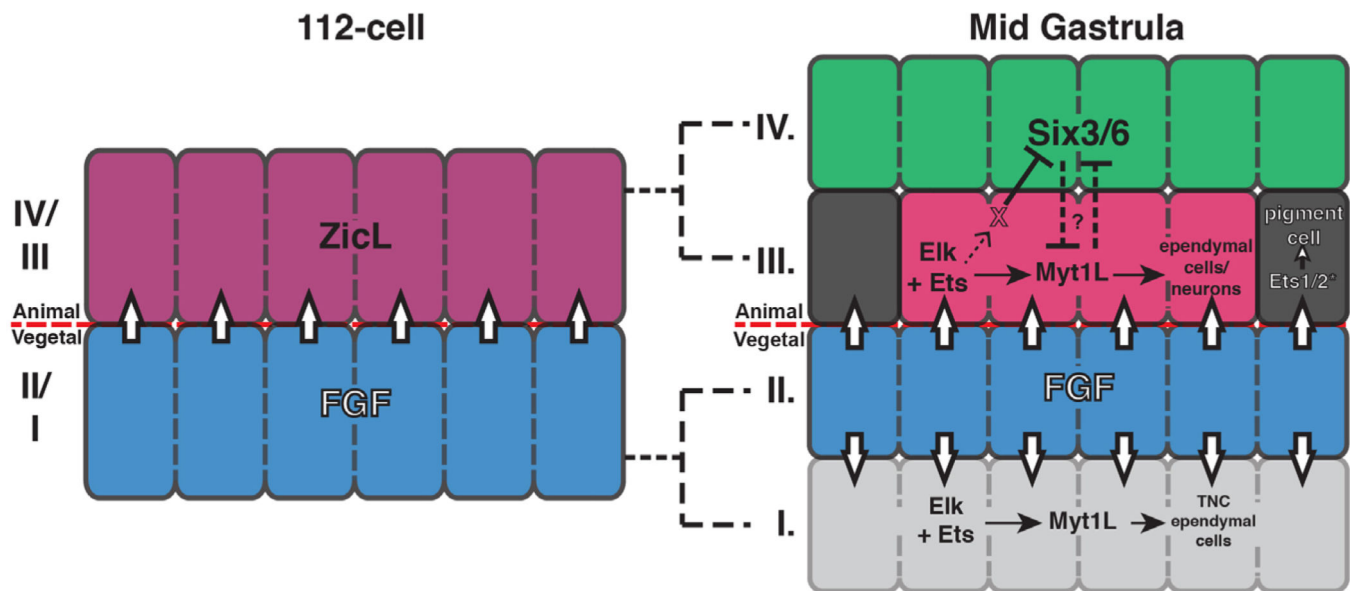 112-cell
IV/
III
ZicL
Animal
Vegetal
II/
I
FGF
Mid Gastrula
IV.
Six3/6
III.
X
?
Elk
+ Ets
Myt1L
ependymal
cells/
neurons
pigment
cell
Ets1/2*
Animal
Vegetal
II.
FGF
I.
Elk
+ Ets
Myt1L
TNC
ependymal
cells